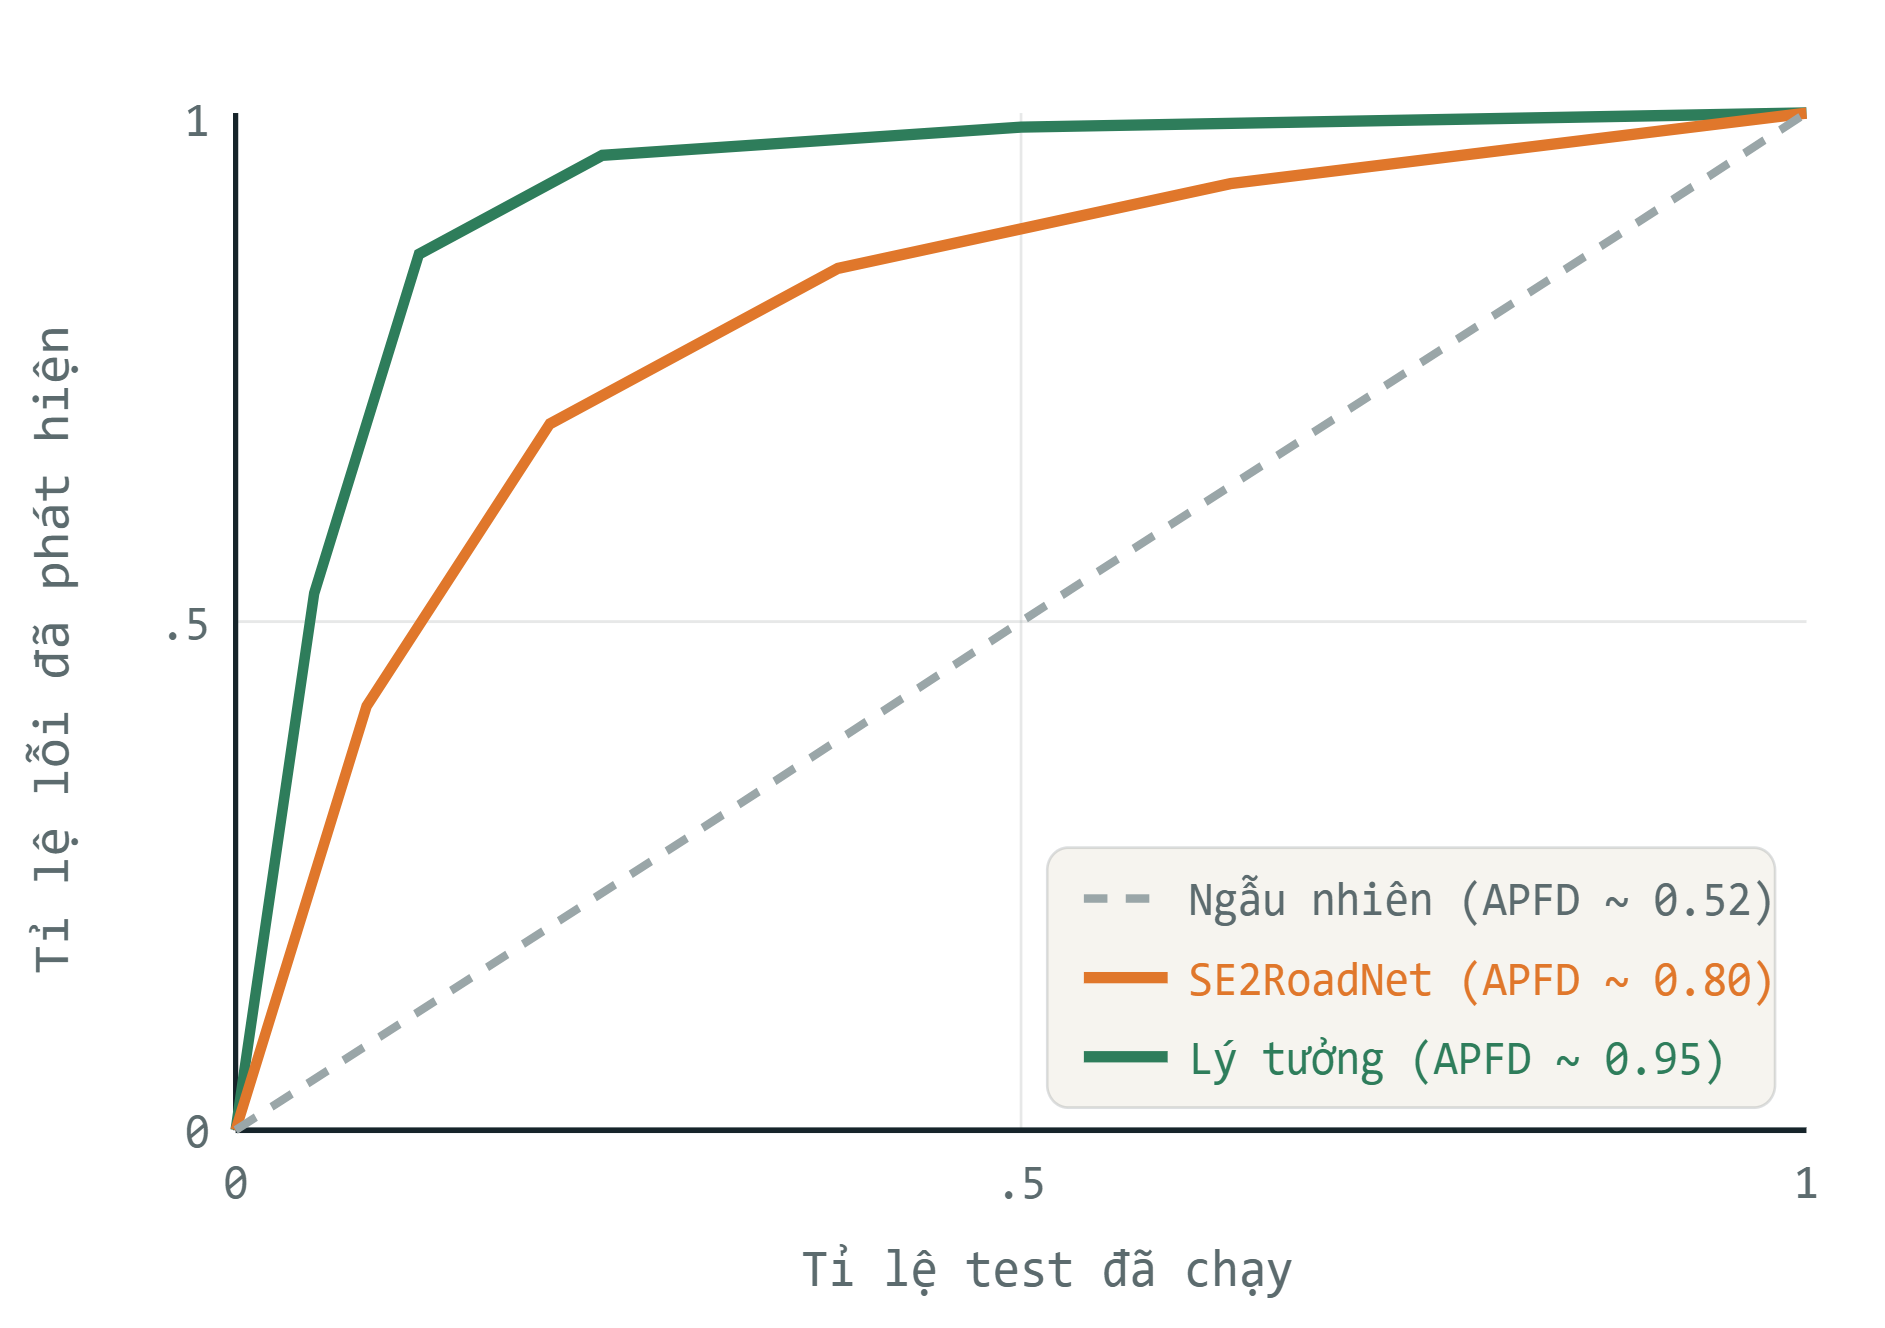 Tỉ lệ lỗi đã phát hiện
1
.5
0
Ngẫu nhiên (APFD ~ 0.52)
SE2RoadNet (APFD ~ 0.80)
Lý tưởng (APFD ~ 0.95)
0
.5
1
Tỉ lệ test đã chạy